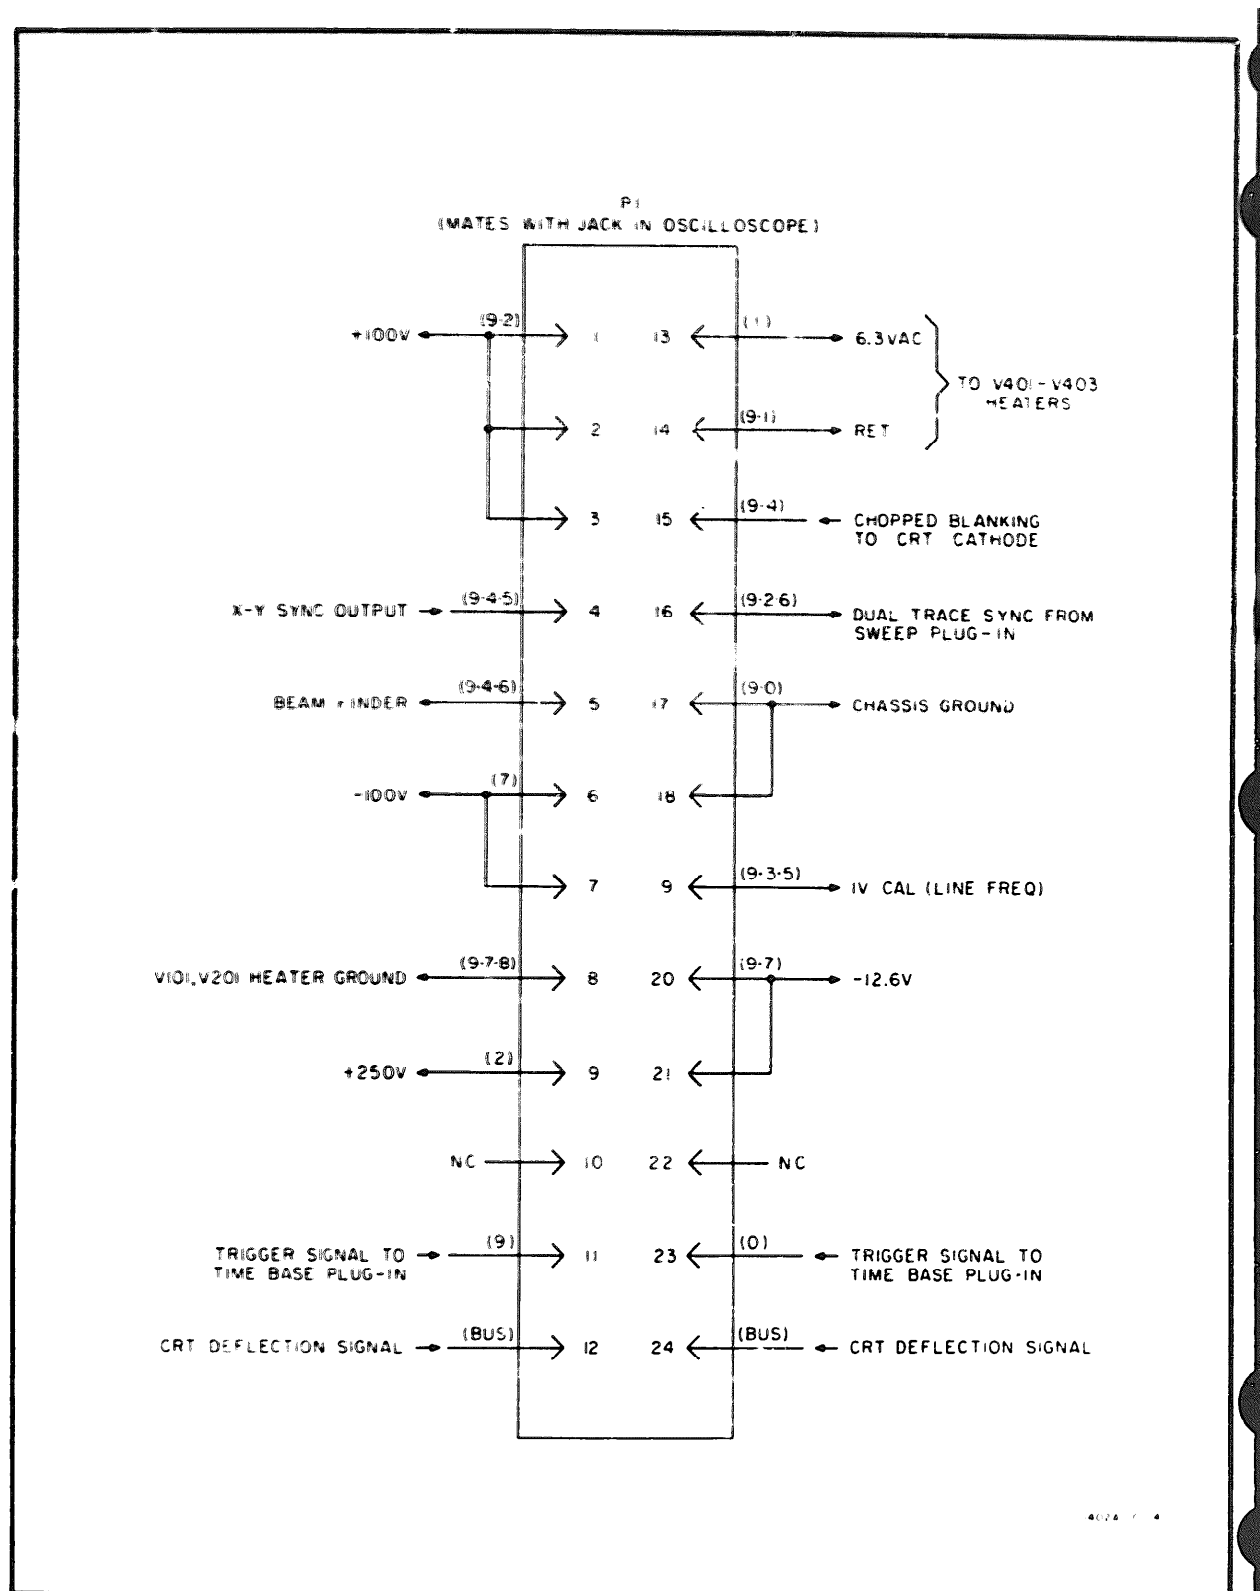 P1
(MATES WITH JACK IN OSCILLOSCOPE)
+100V (9-2) 1 13 (1) 6.3VAC
TO V401-V403
HEATERS
2 14 (9-1) RET
3 15 (9-4) CHOPPED BLANKING
TO CRT CATHODE
X-Y SYNC OUTPUT (9-4-5) 4 16 (9-2-6) DUAL TRACE SYNC FROM
SWEEP PLUG-IN
BEAM FINDER (9-4-6) 5 17 (9-0) CHASSIS GROUND
-100V (7) 6 18
7 9 (9-3-5) 1V CAL (LINE FREQ)
V101,V201 HEATER GROUND (9-7-8) 8 20 (9-7) -12.6V
+250V (2) 9 21
NC 10 22 NC
TRIGGER SIGNAL TO (9) 11 23 (0) TRIGGER SIGNAL TO
TIME BASE PLUG-IN TIME BASE PLUG-IN
CRT DEFLECTION SIGNAL (BUS) 12 24 (BUS) CRT DEFLECTION SIGNAL